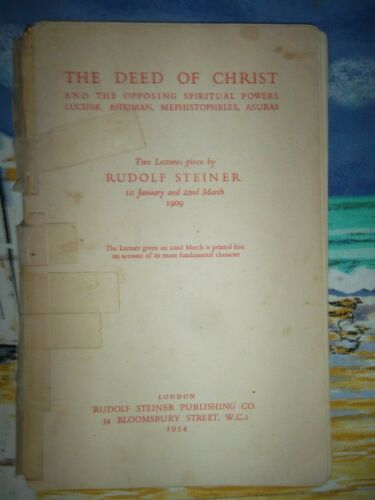 THE DEED OF CHRIST
AND THE OPPOSING SPIRITUAL POWERS
LUCIFER, AHRIMAN, MEPHISTOPHELES, ASURAS
Two Lectures given by
RUDOLF STEINER
1st January and 22nd March
1909
The Lecture given on 22nd March is printed first
on account of its more fundamental character
LONDON
RUDOLF STEINER PUBLISHING CO.
34 BLOOMSBURY STREET, W.C.1
1954